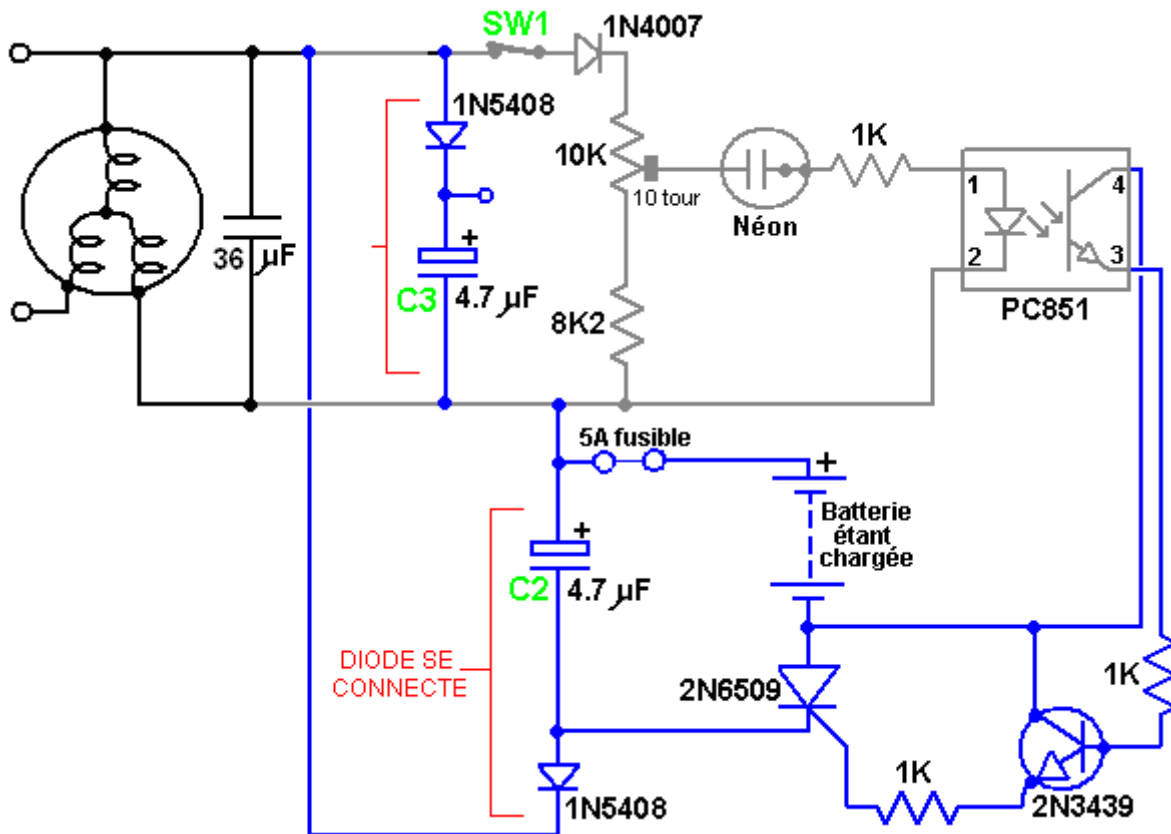 SW1
1N4007
1N5408
10K
10 tour
Néon
1K
1
2
4
3
PC851
36 µF
+
C3
4.7 µF
8K2
5A fusible
+
Batterie
étant
chargée
+
C2
4.7 µF
DIODE SE
CONNECTE
2N6509
1K
1K
1N5408
2N3439